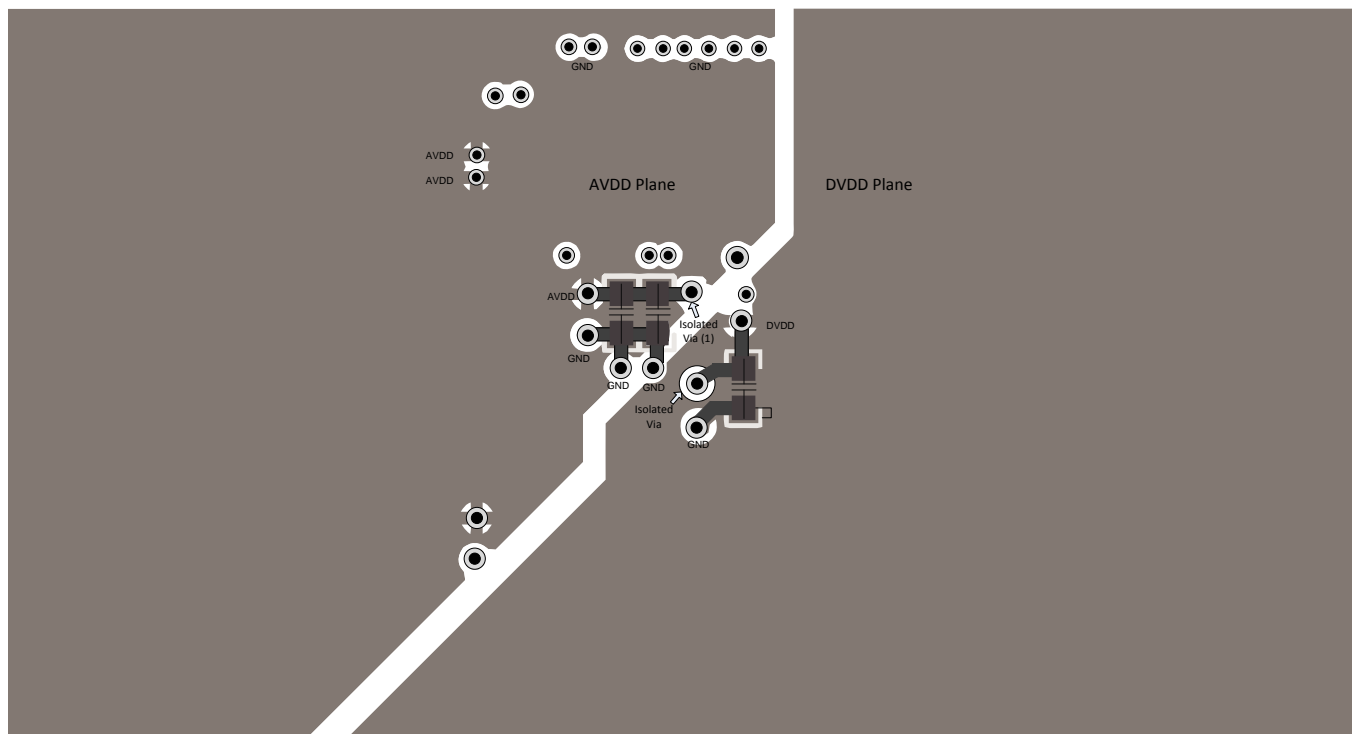 GND
GND
AVDD
AVDD
AVDD Plane
DVDD Plane
AVDD
Isolated
Via (1)
DVDD
GND
GND
GND
Isolated
Via
GND